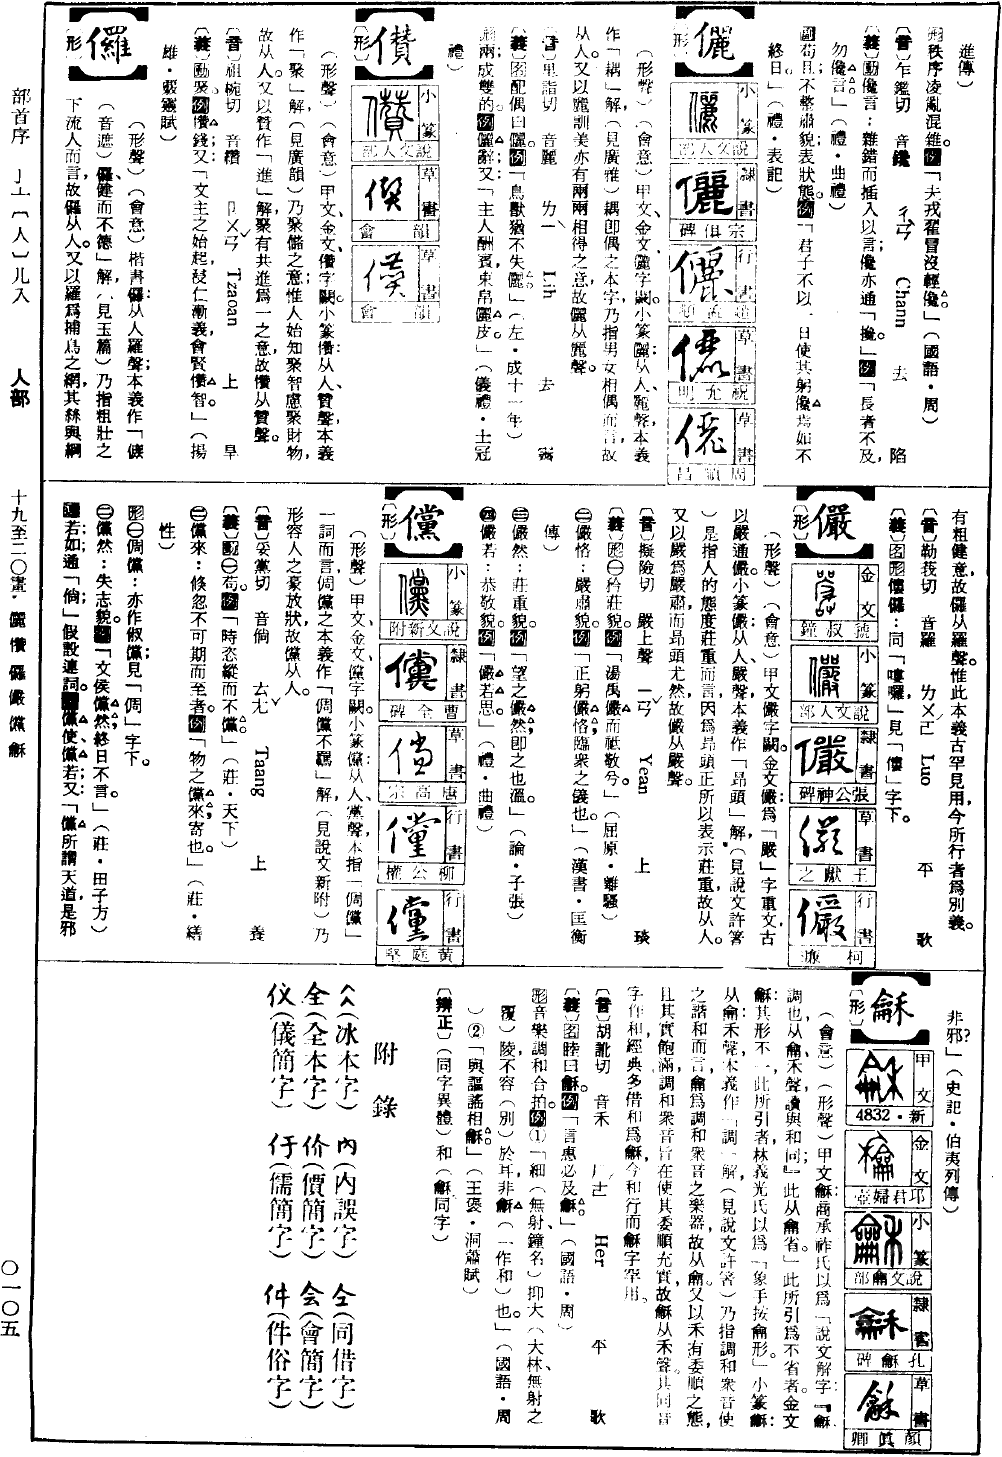 進傳）
形秩序凌亂混雜。例「夫戎翟冒沒輕儳。」（國語・周）
〔音〕乍鑑切　音鑱　ㄔㄢˋ　Chann　去　陷
〔義〕動儳言：雜錯而插入以言；儳亦通「攙。」例「長者不及，
勿儳言。」（禮・曲禮）
副苟且不整肅貌；表狀態。例「君子不以一日使其躬儳焉如不
終日。」（禮・表記）
儷
〔形〕
小篆　說文人部
隸書　宗俱碑
行書　趙孟頫
草書　祝允明
草書　周順昌
（形聲）（會意）甲文、金文儷字闕。小篆儷：从人、麗聲，本義
作「耦」解（見廣雅）耦即偶之本字，乃指男女相偶而言，故
从人。又以麗訓美亦有兩兩相得之意，故儷从麗聲。
〔音〕里詣切　音麗　ㄌㄧˋ　Lih　去　霽
〔義〕名配偶曰儷。例「鳥獸猶不失儷。」（左・成十一年）
形兩；成雙的。例儷辭；又「主人酬賓，束帛儷皮。」（儀禮・士冠
禮）
儹
〔形〕
小篆　說文人部
草書　韻會
草書　韻會
（形聲）（會意）甲文、金文儹字闕。小篆儹：从人、贊聲，本義
作「聚」解（見廣韻）乃聚儲之意；惟人始知聚智慮聚財物，
故从人。又以贊作「進」解，聚有共進爲一之意，故儹从贊聲。
〔音〕祖椀切　音纘　ㄗㄨㄢˇ　Tzoan　上　旱
〔義〕動聚。例儹錢；又「文主之始起，㳄仁漸義，會賢儹智。」（揚
雄・覈靈賦）
儸
〔形〕
（形聲）（會意）楷書儸：从人羅聲；本義作「㒓
（音遮）儸，健而不德」解，（見玉篇）乃指粗壯之
下流人而言，故儸从人。又以羅爲捕鳥之網，其絲與綱
有粗健意，故儸从羅聲。惟此本義古罕見用，今所行者爲別義。
〔音〕勒莪切　音羅　ㄌㄨㄛˊ　Luo　平　歌
〔義〕名形僂儸：同「嘍囉」見「僂」字下。
儼
〔形〕
金文　虢叔鐘
小篆　說文人部
隸書　張公神碑
草書　王獻之
行書　柯
（形聲）（會意）甲文儼字闕。金文儼：爲「嚴」字重文，古
以嚴通儼。小篆儼：从人、嚴聲，本義作「昂頭」解，（見說文許箸
）是指人的態度莊重而言，因爲昂頭正所以表示莊重，故从人。
又以嚴爲嚴肅，而昂頭尤然，故儼从嚴聲。
〔音〕擬險切　嚴上聲　ㄧㄢˇ　Yean　上　琰
〔義〕形㊀矜莊貌。例「湯禹儼而祗敬兮。」（屈原・離騷）
㊁儼恪：嚴肅貌。例「正躬儼恪，臨衆之儀也。」（漢書・匡衡
傳）
㊂儼然：莊重貌。例「望之儼然，即之也溫。」（論・子張）
㊃儼若：恭敬貌。例「儼若思。」（禮・曲禮）
儻
〔形〕
小篆　說文新附
隸書　曹全碑
草書　唐高宗
行書　柳公權
行書　黃庭堅
（形聲）甲文、金文儻字闕。小篆儻：从人、黨聲，本指「倜儻」
一詞而言，倜儻之本義作「倜儻不羈」解（見說文新附）乃
形容人之豪放狀，故儻从人。
〔音〕妥黨切　音倘　ㄊㄤˇ　Taang　上　養
〔義〕副㊀苟。例「時恣縱而不儻。」（莊・天下）
㊁儻來：倏忽不可期而至者。例「物之儻來，寄也。」（莊・繕
性）
形㊀倜儻：亦作俶儻；見「倜」字下。
㊁儻然：失志貌。例「文侯儻然，終日不言。」（莊・田子方）
連若如；通「倘」假設連詞。例儻使、儻若；又「儻所謂天道，是邪
非邪？」（史記・伯夷列傳）
龢
〔形〕
甲文　新・4832
金文　邛君婦壺
小篆　說文龠部
隸書　孔龢碑
草書　顏眞卿
（會意）（形聲）甲文龢：商承祚氏以爲「說文解字：『龢，
調也，从龠、禾聲，讀與和同』此从龠省。」此所引爲不省者。金文
龢：其形不一，此所引者，林義光氏以爲「象手按龠形。」小篆龢：
从龠、禾聲，本義作「調」解（見說文許箸）乃指調和衆音，使
之諧和而言，龠爲調和衆音之樂器，故从龠。又以禾有委順之態，
且其實飽滿，調和衆音旨在使其委順充實，故龢从禾聲。其同音
字作和，經典多借和爲龢，今和行而龢字罕用。
〔音〕胡訛切　音禾　ㄏㄜˊ　Her　平　歌
〔義〕名睦曰龢。例「言惠必及龢。」（國語・周）
形音樂調和合拍。例①「細（無射，鐘名）抑大（大林，無射之
覆）陵，不容（別）於耳，非龢（一作和）也。」（國語・周
）②「與謳謠相龢。」（王褒・洞簫賦）
〔辨正〕（同字異體）和（龢同字）
附錄
仌（冰本字）　內（內誤字）　仝（同借字）
全（全本字）　价（價簡字）　会（會簡字）
仪（儀簡字）　㐳（儒簡字）　仵（件俗字）
部首序　亅亠〔人〕儿入　人部　十九至二〇畫・儷儹儸儼儻龢　〇一〇五